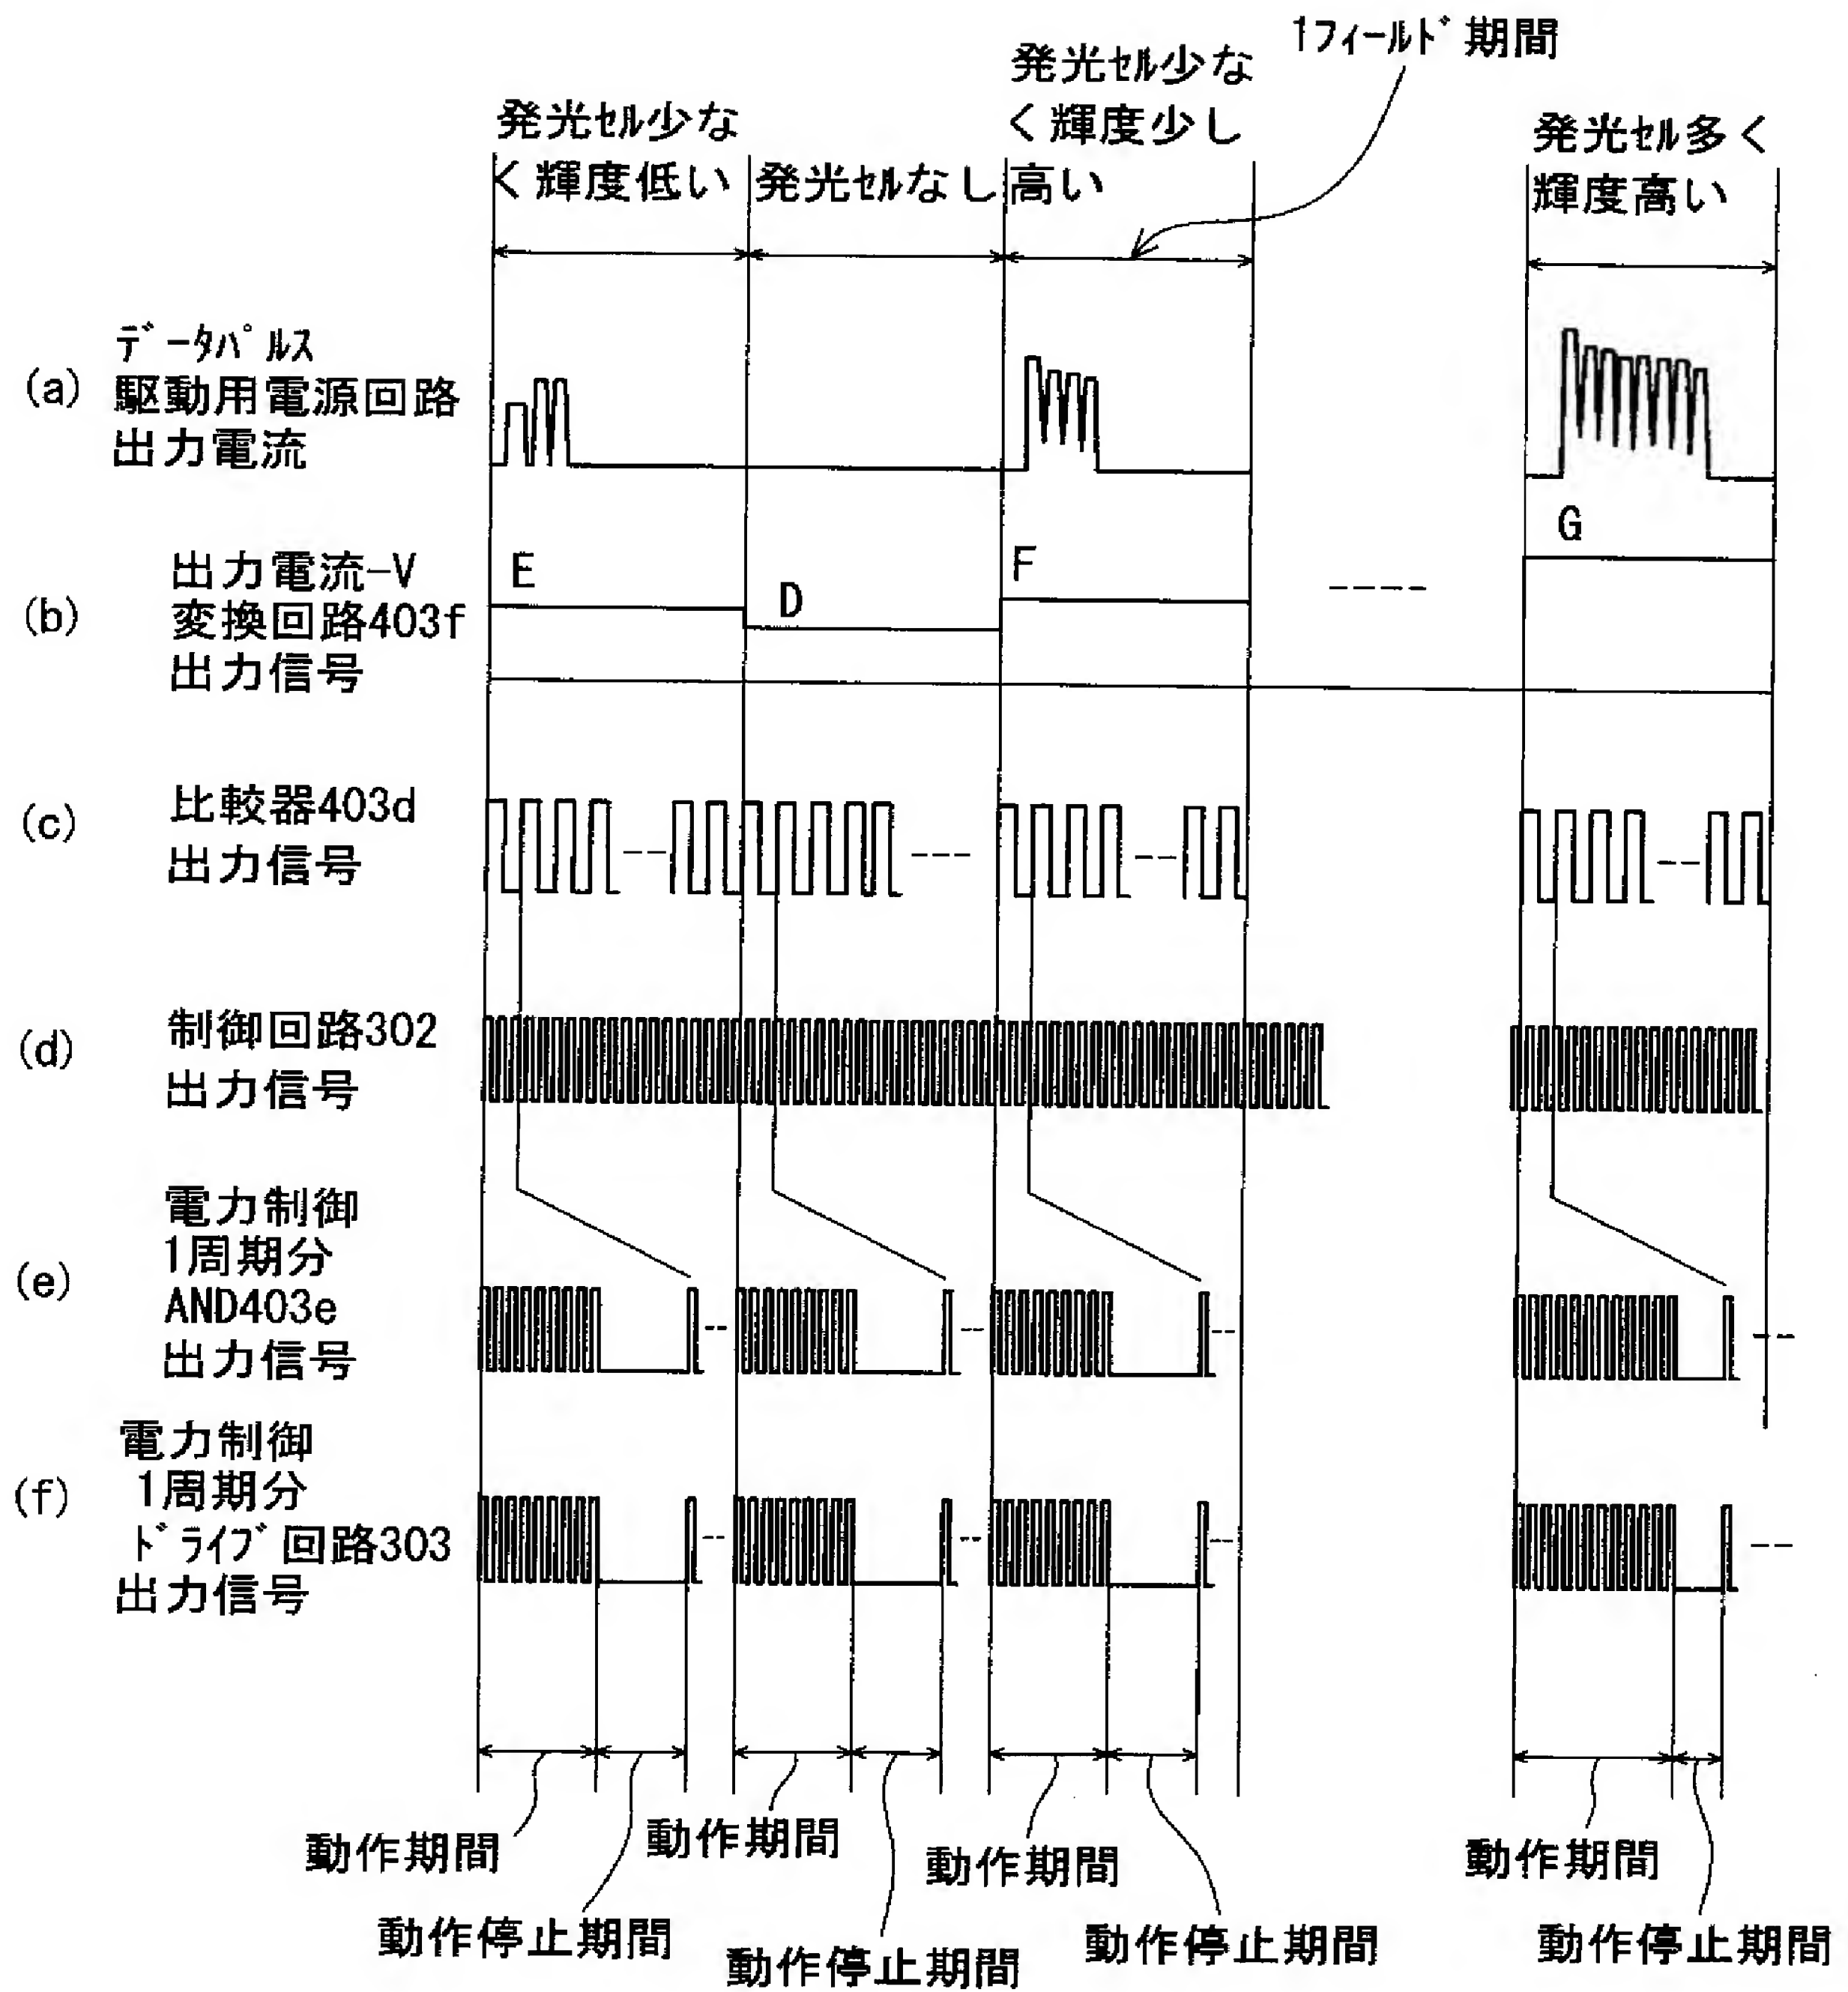 1フィールド期間
発光セル少な
く輝度低い
発光セルなし
発光セル少な
く輝度少し
高い
発光セル多く
輝度高い
(a)
データパルス
駆動用電源回路
出力電流
(b)
出力電流-V
変換回路403f
出力信号
E
D
F
G
(c)
比較器403d
出力信号
(d)
制御回路302
出力信号
(e)
電力制御
1周期分
AND403e
出力信号
(f)
電力制御
1周期分
ドライブ回路303
出力信号
動作期間
動作期間
動作期間
動作期間
動作停止期間
動作停止期間
動作停止期間
動作停止期間